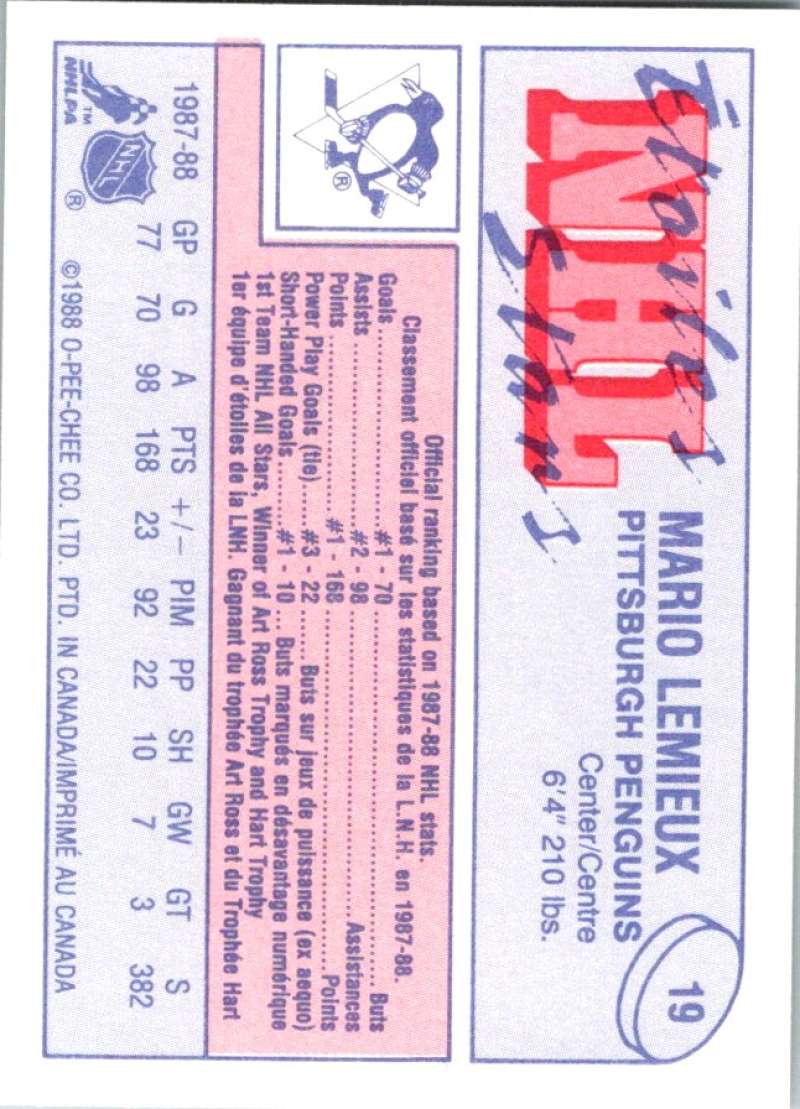 Étoiles
NHL
Stars
MARIO LEMIEUX
PITTSBURGH PENGUINS
Center/Centre
6'4" 210 lbs.
19
®
Official ranking based on 1987-88 NHL stats.
Classement officiel basé sur les statistiques de la L.N.H. en 1987-88.
Goals..............#1 - 70..............Buts
Assists..............#2 - 98..............Assistances
Points..............#1 - 168..............Points
Power Play Goals (tie).....#3 - 22........Buts sur jeux de puissance (ex aequo)
Short-Handed Goals.......#1 - 10... Buts marqués en désavantage numérique
1st Team NHL All Stars, Winner of Art Ross Trophy and Hart Trophy
1er équipe d'étoiles de la LNH. Gagnant du trophée Art Ross et du Trophée Hart
1987-88 GP G A PTS +/− PIM PP SH GW GT S
77 70 98 168 23 92 22 10 7 3 382
NHLPA™
NHL®
©1988 O-PEE-CHEE CO. LTD. PTD. IN CANADA/IMPRIMÉ AU CANADA